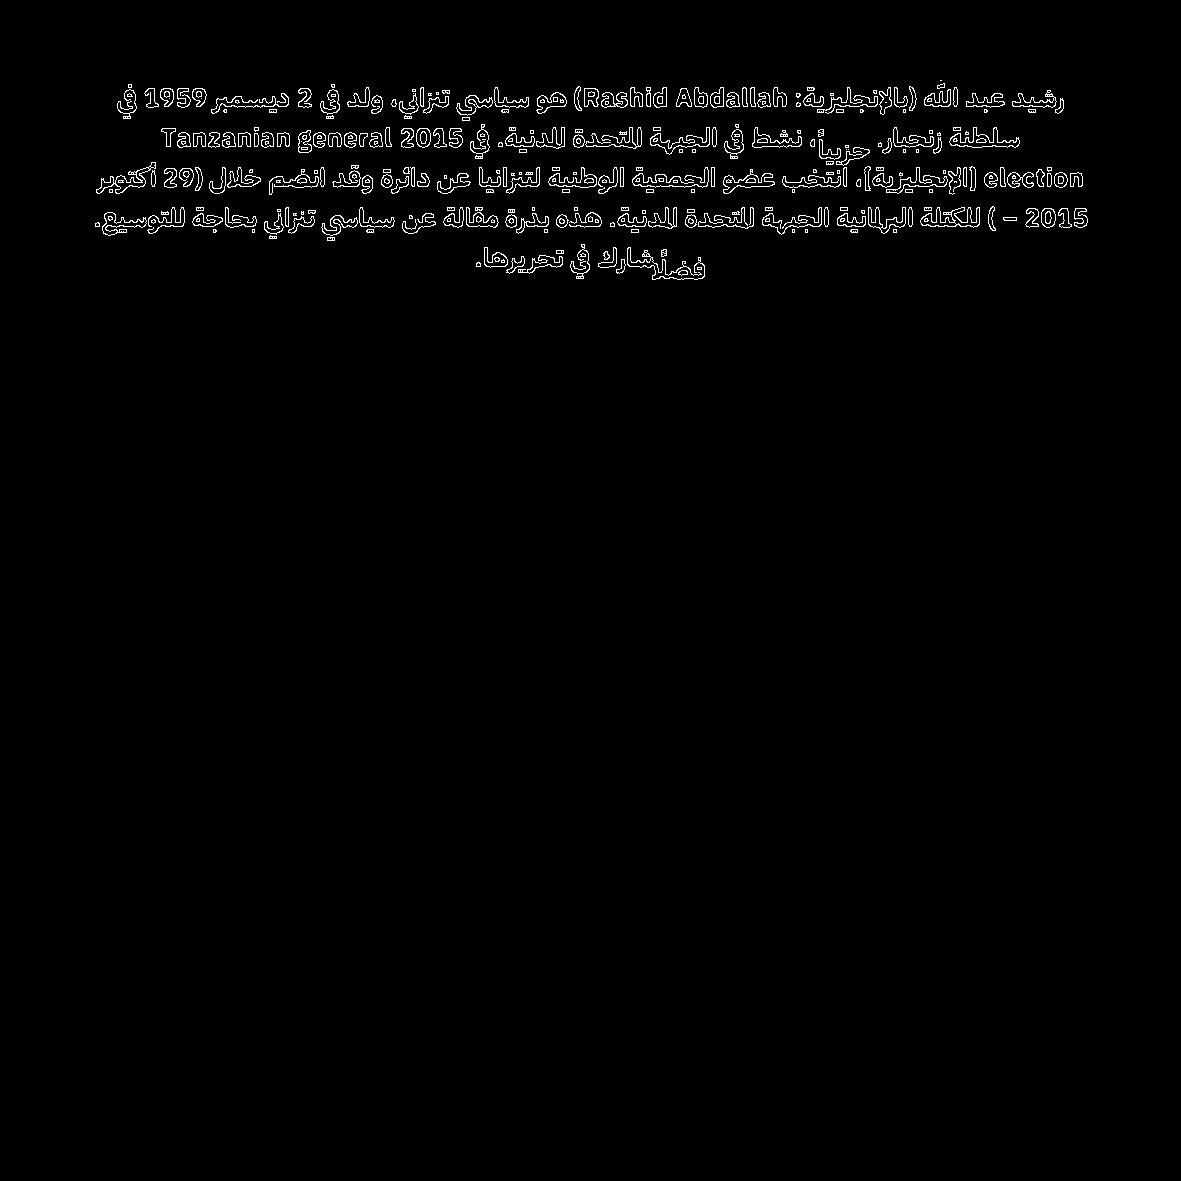 رشيد عبد الله (بالإنجليزية: Rashid Abdallah) هو سياسي تنزاني، ولد في 2 ديسمبر 1959 في
سلطنة زنجبار. حزبياً، نشط في الجبهة المتحدة المدنية. في 2015 Tanzanian general
election [الإنجليزية]، انتخب عضو الجمعية الوطنية لتنزانيا عن دائرة وقد انضم خلال (29 أكتوبر
2015 – ) للكتلة البرلمانية الجبهة المتحدة المدنية. هذه بذرة مقالة عن سياسي تنزاني بحاجة للتوسيع.
فضلًا شارك في تحريرها.